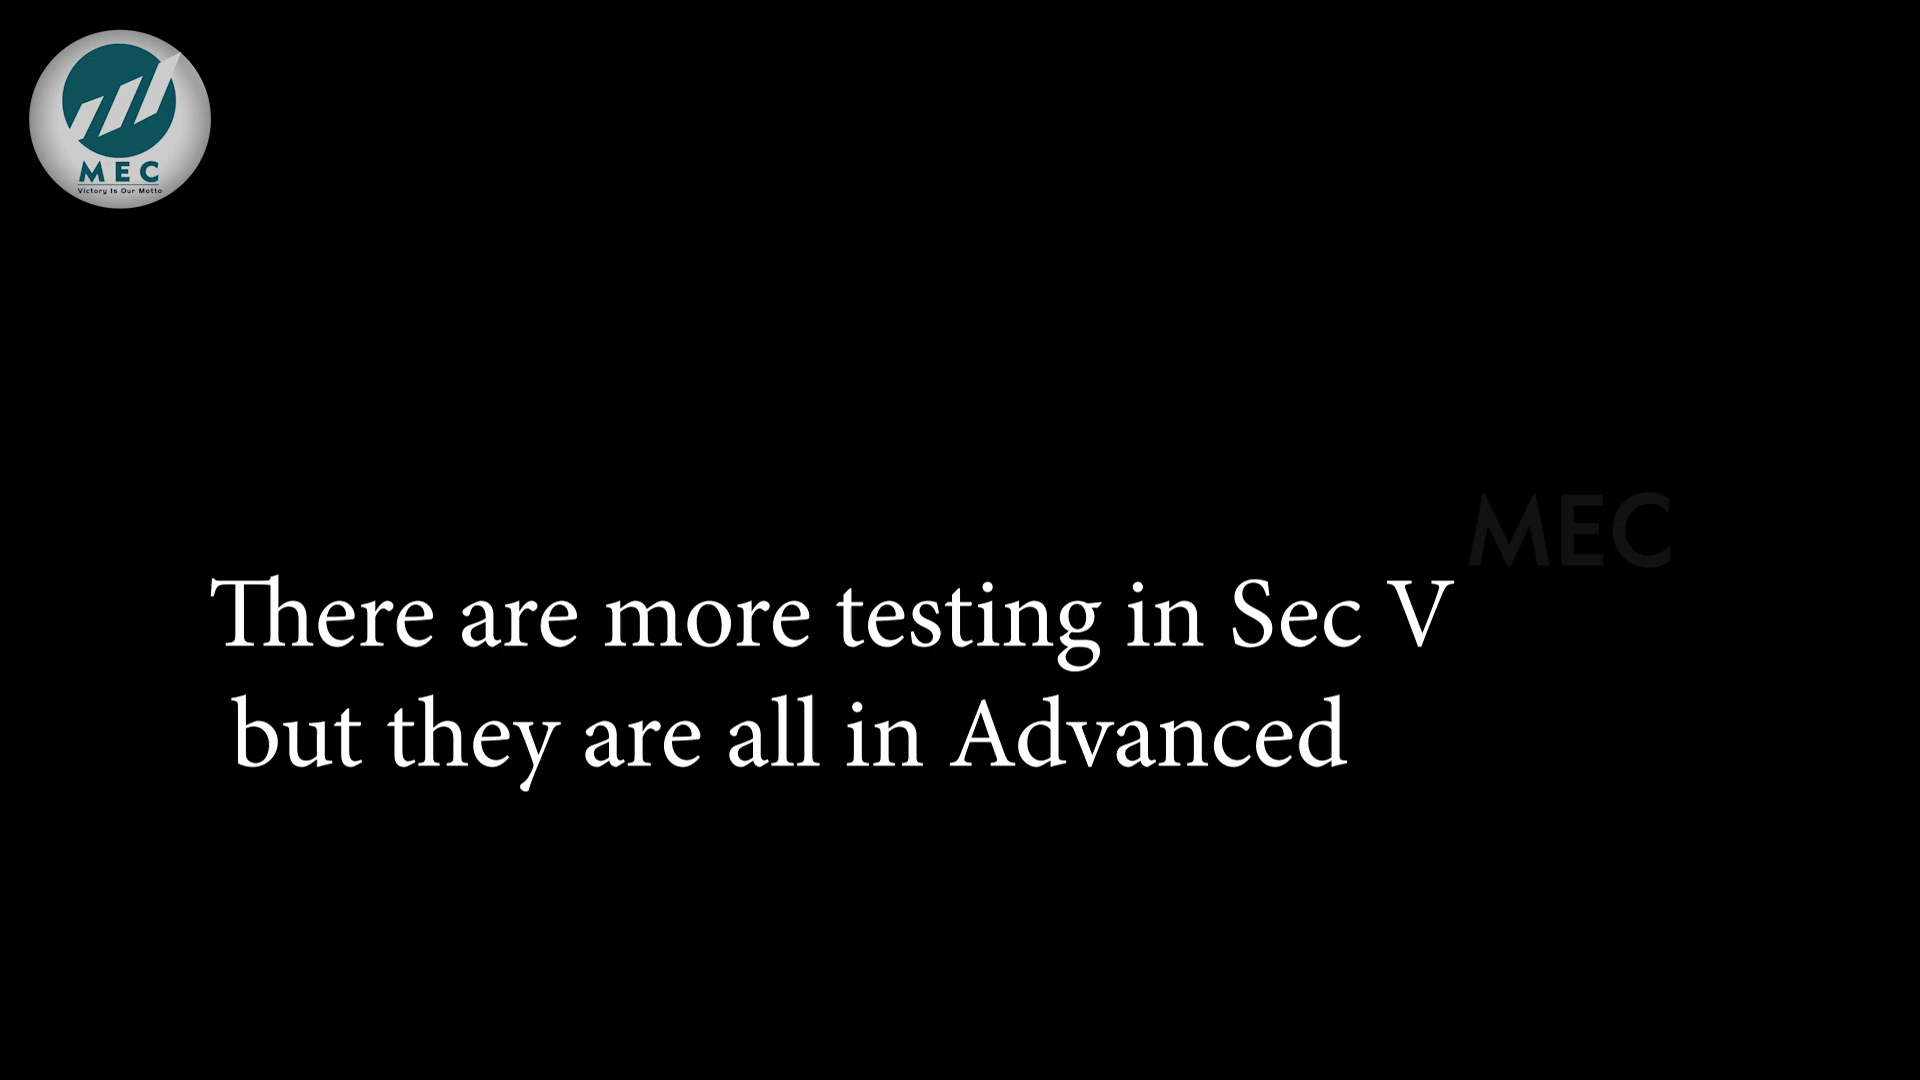 MEC
Victory Is Our Motto
MEC
There are more testing in Sec V
but they are all in Advanced